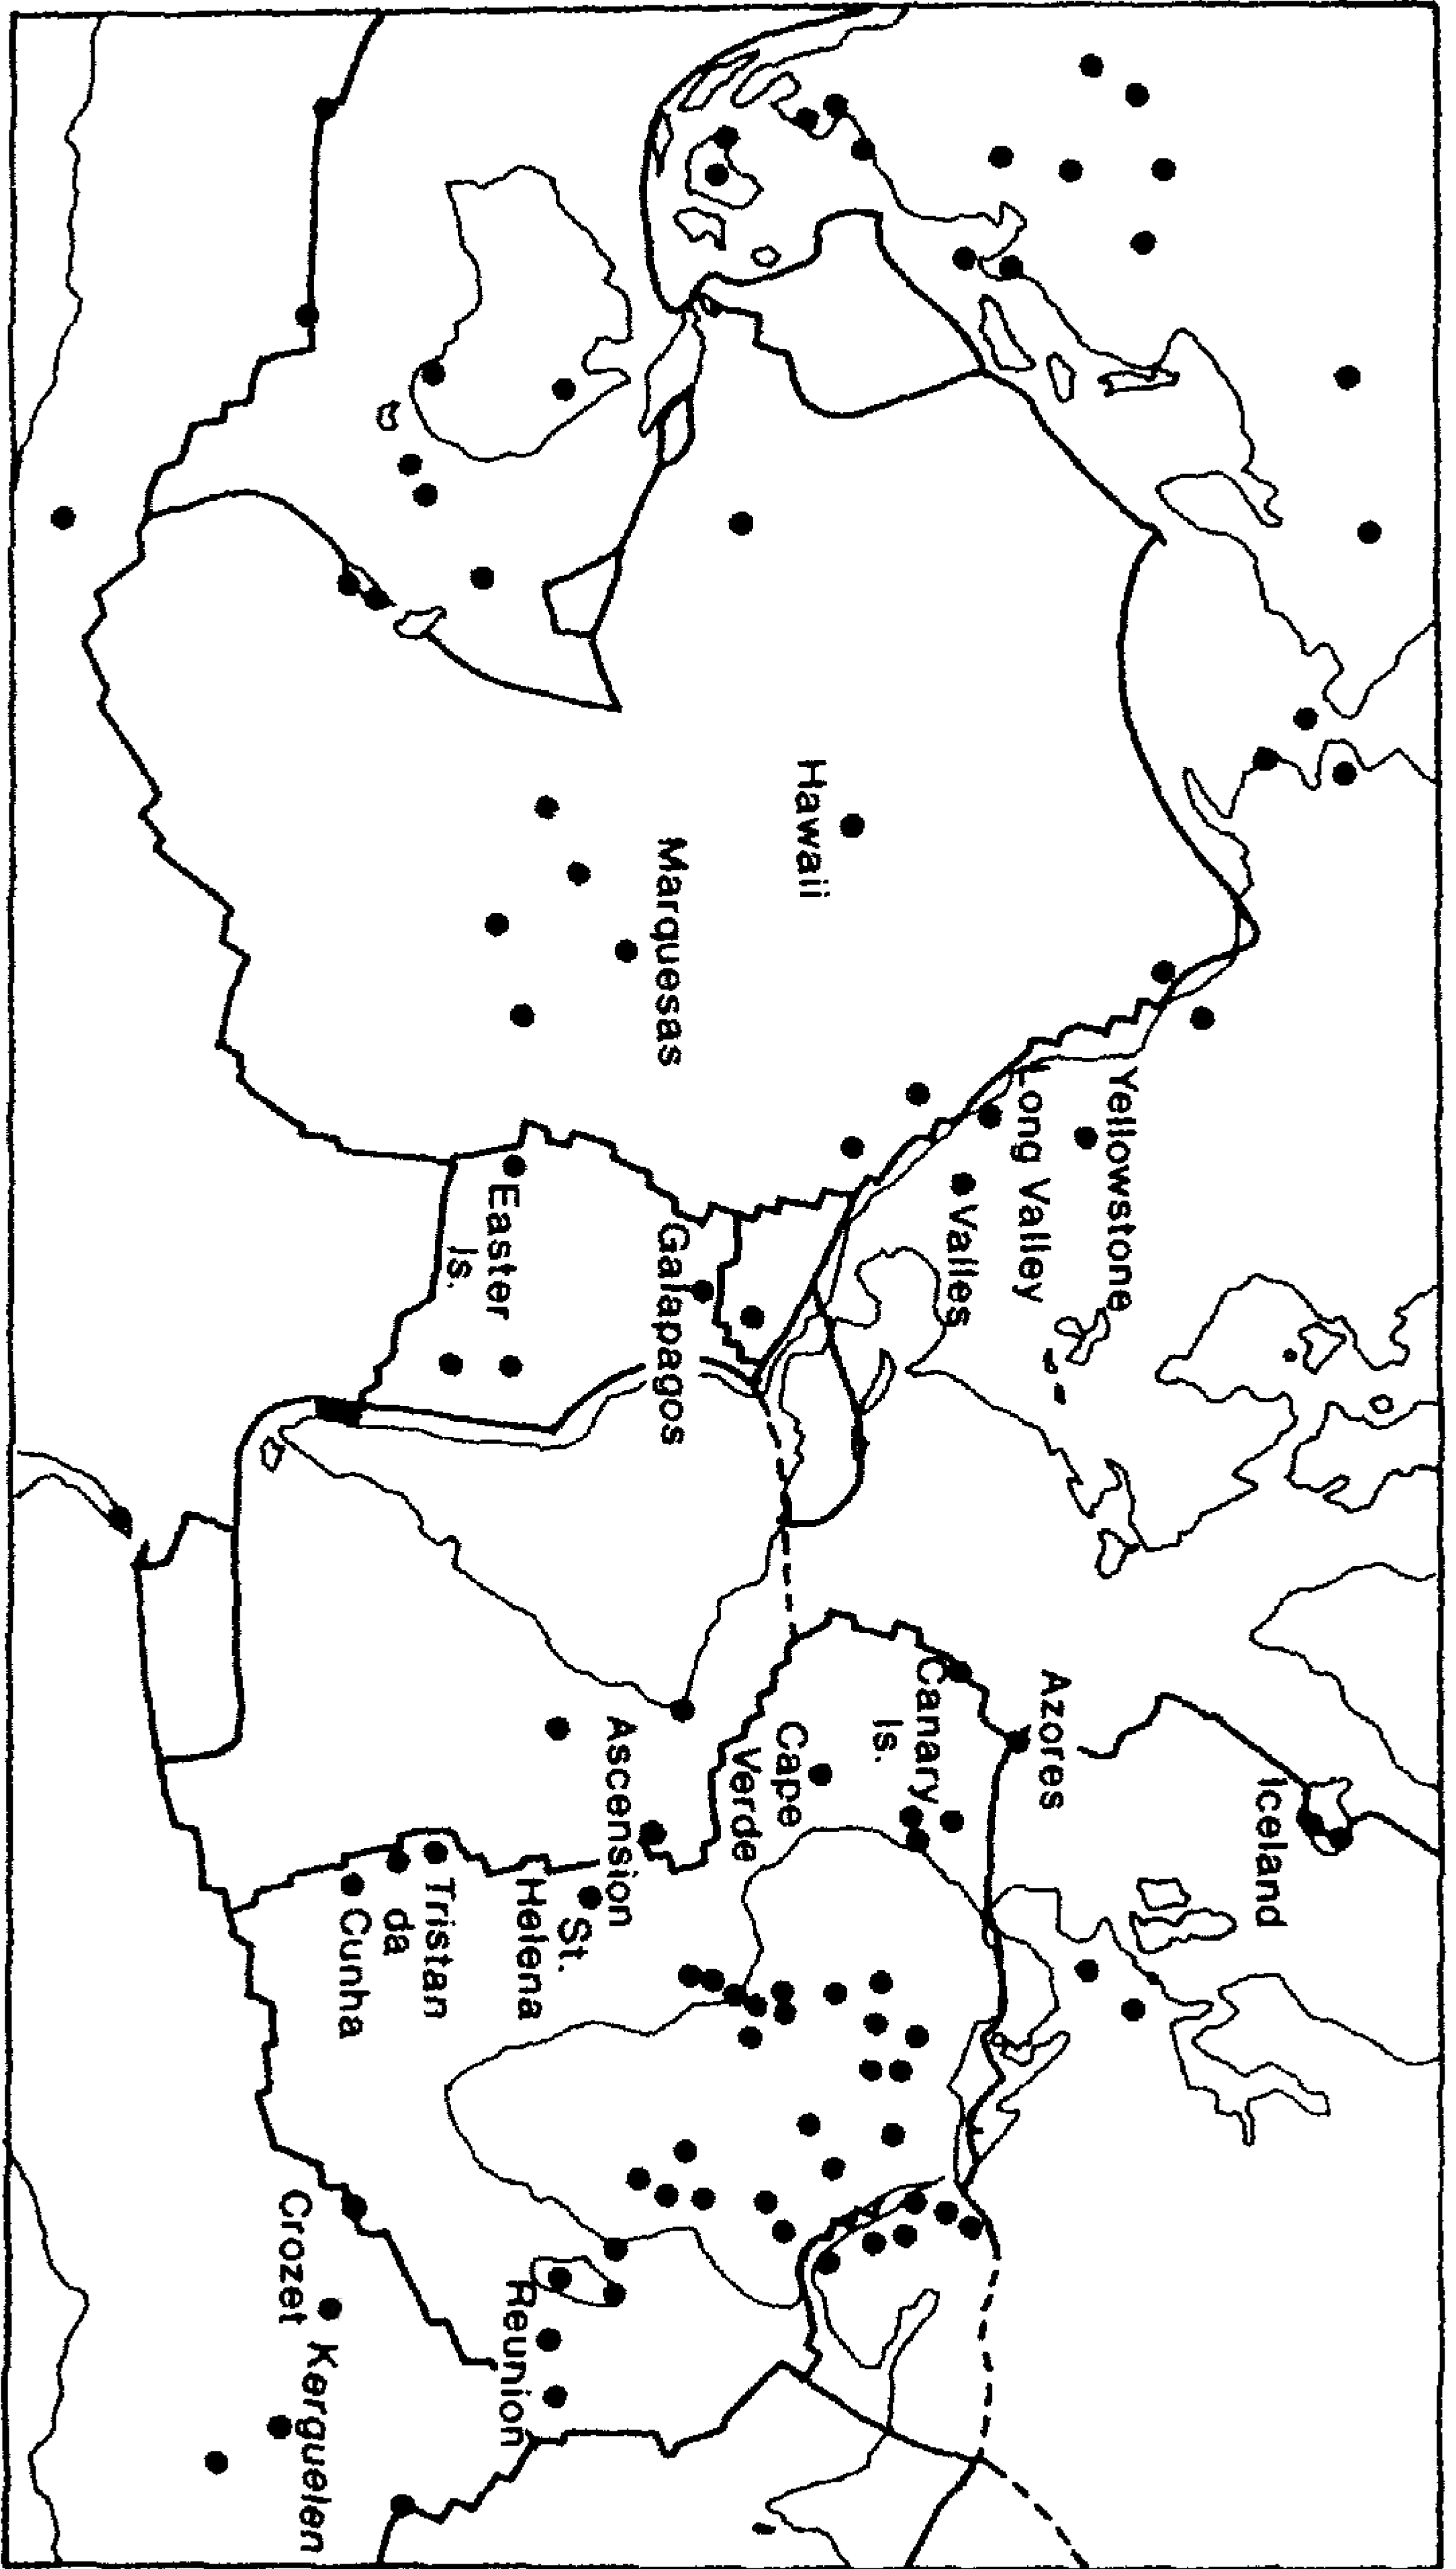 Yellowstone
Long Valley
Valles
Hawaii
Marquesas
Galapagos
Easter
Is.
Iceland
Azores
Canary
Is.
Cape
Verde
Ascension
St.
Helena
Tristan
da
Cunha
Reunion
Crozet
Kerguelen